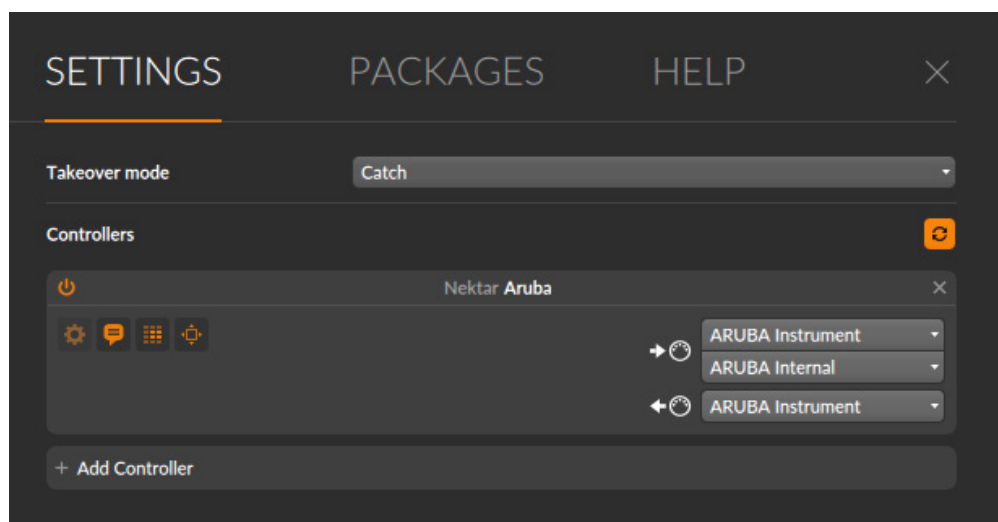 SETTINGS PACKAGES HELP
Takeover mode Catch
Controllers
Nektar Aruba
ARUBA Instrument
ARUBA Internal
ARUBA Instrument
+ Add Controller